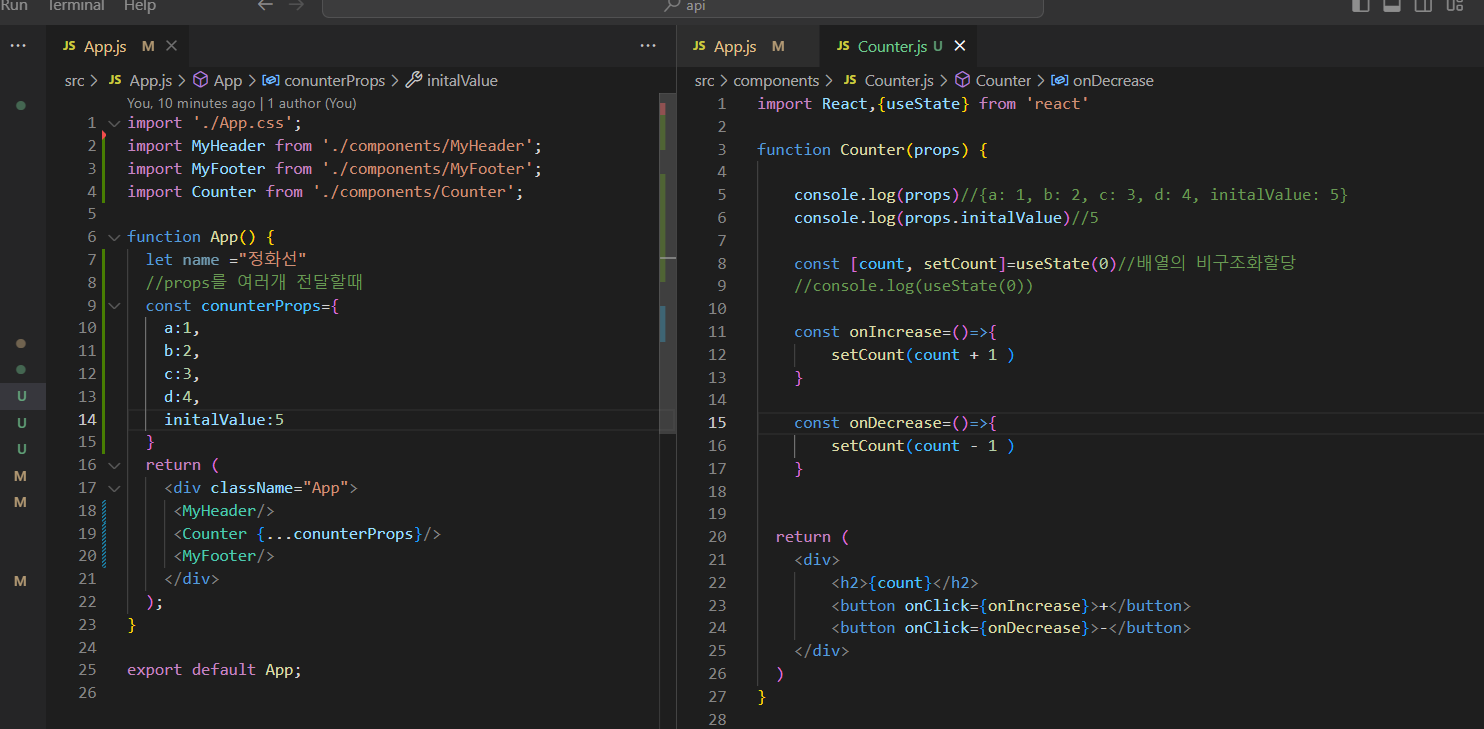 Run Terminal Help
api
JS App.js M
JS App.js M JS Counter.js U
src > JS App.js > App > conunterProps > initalValue
src > components > JS Counter.js > Counter > onDecrease
You, 10 minutes ago | 1 author (You)
1 import './App.css';
2 import MyHeader from './components/MyHeader';
3 import MyFooter from './components/MyFooter';
4 import Counter from './components/Counter';
5
6 function App() {
7 let name ="정화선"
8 //props를 여러개 전달할때
9 const conunterProps={
10 a:1,
11 b:2,
12 c:3,
13 d:4,
14 initalValue:5
15 }
16 return (
17 <div className="App">
18 <MyHeader/>
19 <Counter {...conunterProps}/>
20 <MyFooter/>
21 </div>
22 );
23 }
24
25 export default App;
26
1 import React,{useState} from 'react'
2
3 function Counter(props) {
4
5 console.log(props)//{a: 1, b: 2, c: 3, d: 4, initalValue: 5}
6 console.log(props.initalValue)//5
7
8 const [count, setCount]=useState(0)//배열의 비구조화할당
9 //console.log(useState(0))
10
11 const onIncrease=()=>{
12 setCount(count + 1 )
13 }
14
15 const onDecrease=()=>{
16 setCount(count - 1 )
17 }
18
19
20 return (
21 <div>
22 <h2>{count}</h2>
23 <button onClick={onIncrease}>+</button>
24 <button onClick={onDecrease}>-</button>
25 </div>
26 )
27 }
28
U
U
U
M
M
M